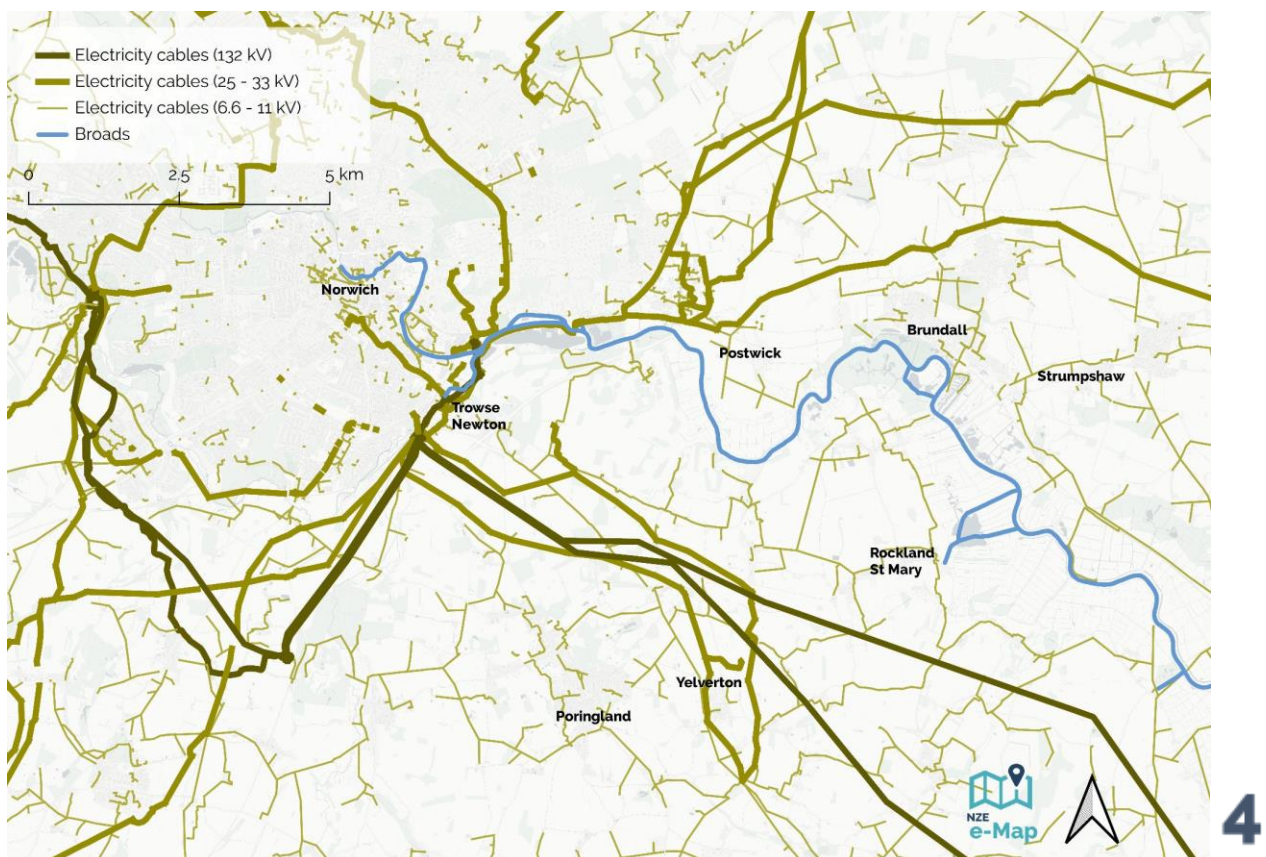 Electricity cables (132 kV)
Electricity cables (25 - 33 kV)
Electricity cables (6.6 - 11 kV)
Broads
0 2.5 5 km
Norwich
Brundall
Postwick
Strumpshaw
Trowse
Newton
Rockland
St Mary
Yelverton
Poringland
NZE
e-Map
4